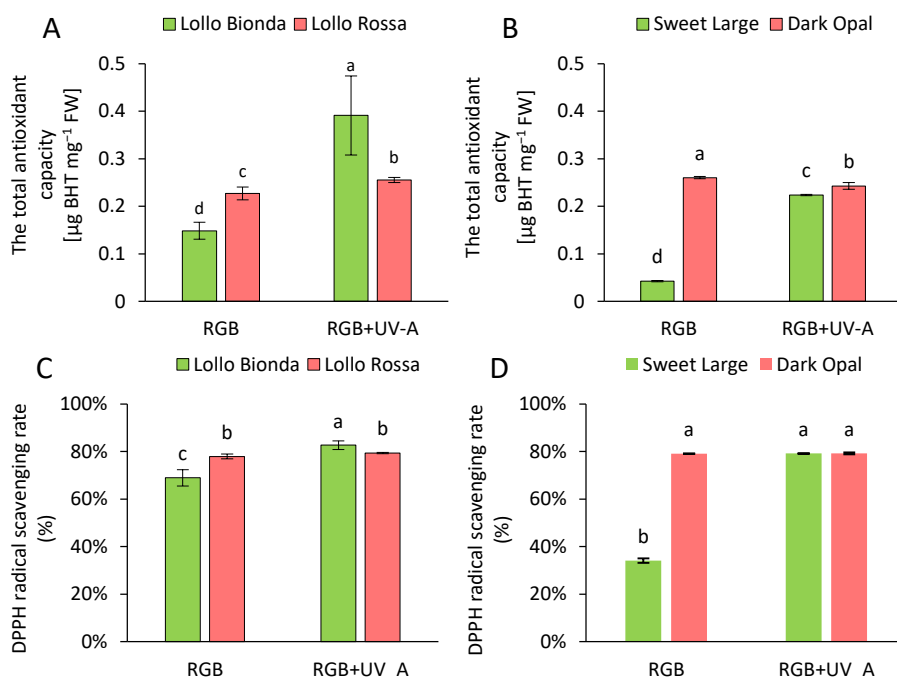 A
Lollo Bionda Lollo Rossa
The total antioxidant
capacity
[µg BHT mg⁻¹ FW]
0.5
0.4
0.3
0.2
0.1
0
d
c
a
b
RGB
RGB+UV-A
B
Sweet Large Dark Opal
The total antioxidant
capacity
[µg BHT mg⁻¹ FW]
0.5
0.4
0.3
0.2
0.1
0
d
a
c
b
RGB
RGB+UV-A
C
Lollo Bionda Lollo Rossa
DPPH radical scavenging rate
(%)
100%
80%
60%
40%
20%
0%
c
b
a
b
RGB
RGB+UV A
D
Sweet Large Dark Opal
DPPH radical scavenging rate
(%)
100%
80%
60%
40%
20%
0%
b
a
a
a
RGB
RGB+UV A